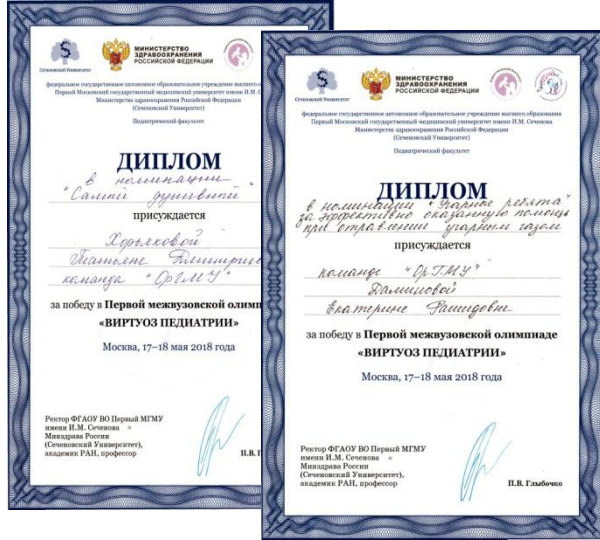 Сеченовский Университет
МИНИСТЕРСТВО
ЗДРАВООХРАНЕНИЯ
РОССИЙСКОЙ ФЕДЕРАЦИИ
федеральное государственное автономное образовательное учреждение высшего
Первый Московский государственный медицинский университет имени И.М. С
Министерства здравоохранения Российской Федерации
(Сеченовский Университет)
Педиатрический факультет
ДИПЛОМ
в номинации
"Самый душевный"
присуждается
Татьяне
команда "ОрГМУ"
за победу в Первой межвузовской олимп
«ВИРТУОЗ ПЕДИАТРИИ»
Москва, 17–18 мая 2018 года
Ректор ФГАОУ ВО Первый МГМУ
имени И.М. Сеченова
Минздрава России
(Сеченовский Университет),
академик РАН, профессор
П.В. Г
Сеченовский Университет
МИНИСТЕРСТВО
ЗДРАВООХРАНЕНИЯ
РОССИЙСКОЙ ФЕДЕРАЦИИ
федеральное государственное автономное образовательное учреждение высшего образования
Первый Московский государственный медицинский университет имени И.М. Сеченова
Министерства здравоохранения Российской Федерации
(Сеченовский Университет)
Педиатрический факультет
ДИПЛОМ
в номинации "Угарные ребята"
за эффективно оказанную помощь
при отравлении угарным газом
присуждается
команде "ОрГМУ"
Екатерине Рашидовне
за победу в Первой межвузовской олимпиаде
«ВИРТУОЗ ПЕДИАТРИИ»
Москва, 17–18 мая 2018 года
Ректор ФГАОУ ВО Первый МГМУ
имени И.М. Сеченова
Минздрава России
(Сеченовский Университет),
академик РАН, профессор
П.В. Глыбочко